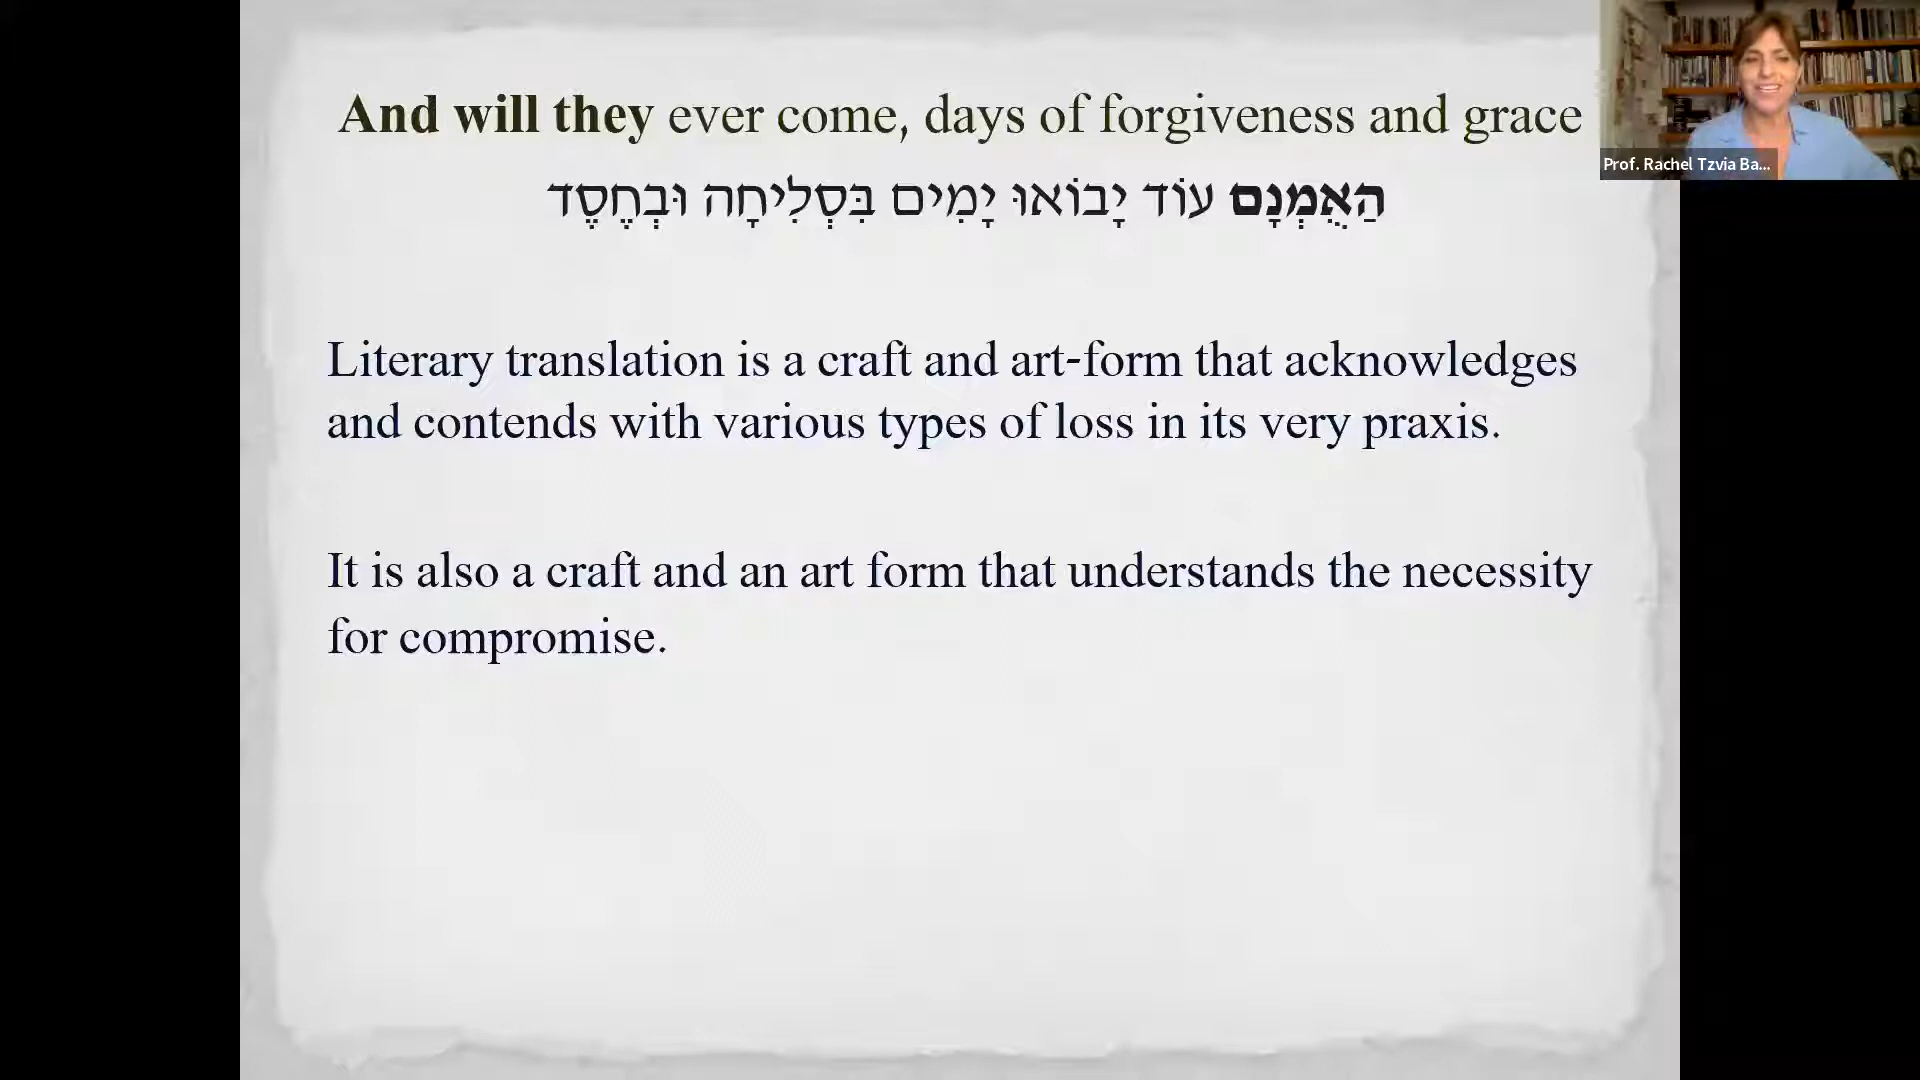 And will they ever come, days of forgiveness and grace
הַאֻמְנָם עוֹד יָבוֹאוּ יָמִים בִּסְלִיחָה וּבְחֶסֶד
Literary translation is a craft and art-form that acknowledges
and contends with various types of loss in its very praxis.
It is also a craft and an art form that understands the necessity
for compromise.
Prof. Rachel Tzvia Ba...